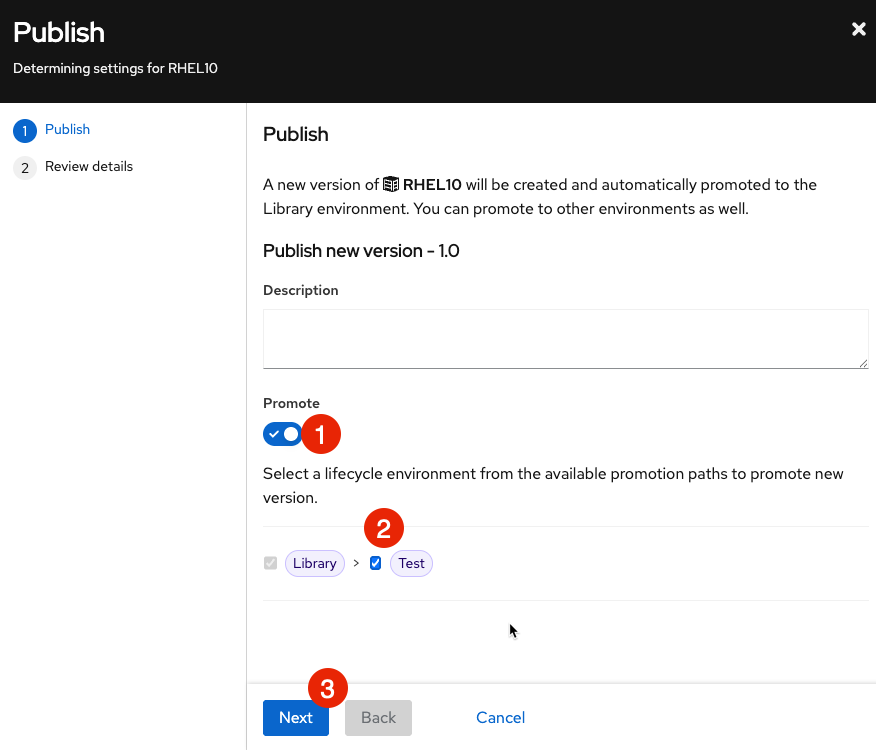 Publish
Determining settings for RHEL10
1 Publish
2 Review details
Publish
A new version of RHEL10 will be created and automatically promoted to the
Library environment. You can promote to other environments as well.
Publish new version - 1.0
Description
Promote
1
Select a lifecycle environment from the available promotion paths to promote new
version.
2
Library > Test
3
Next Back Cancel